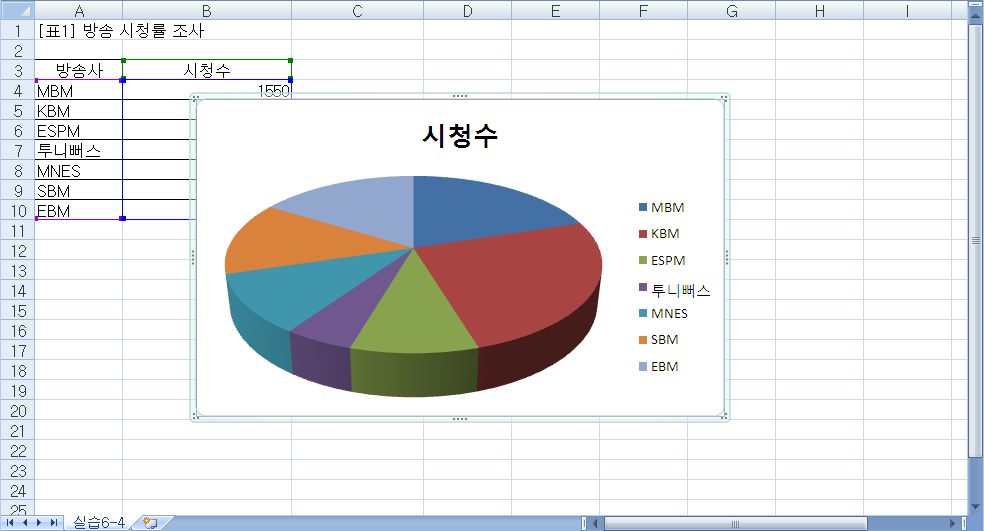 A B C D E F G H I
1 [표1] 방송 시청률 조사
2
3 방송사 시청수
4 MBM 1550
5 KBM
6 ESPM
7 투니뻐스
8 MNES
9 SBM
10 EBM
11
12
13
14
15
16
17
18
19
20
21
22
23
24
25
시청수
MBM
KBM
ESPM
투니뻐스
MNES
SBM
EBM
실습6-4